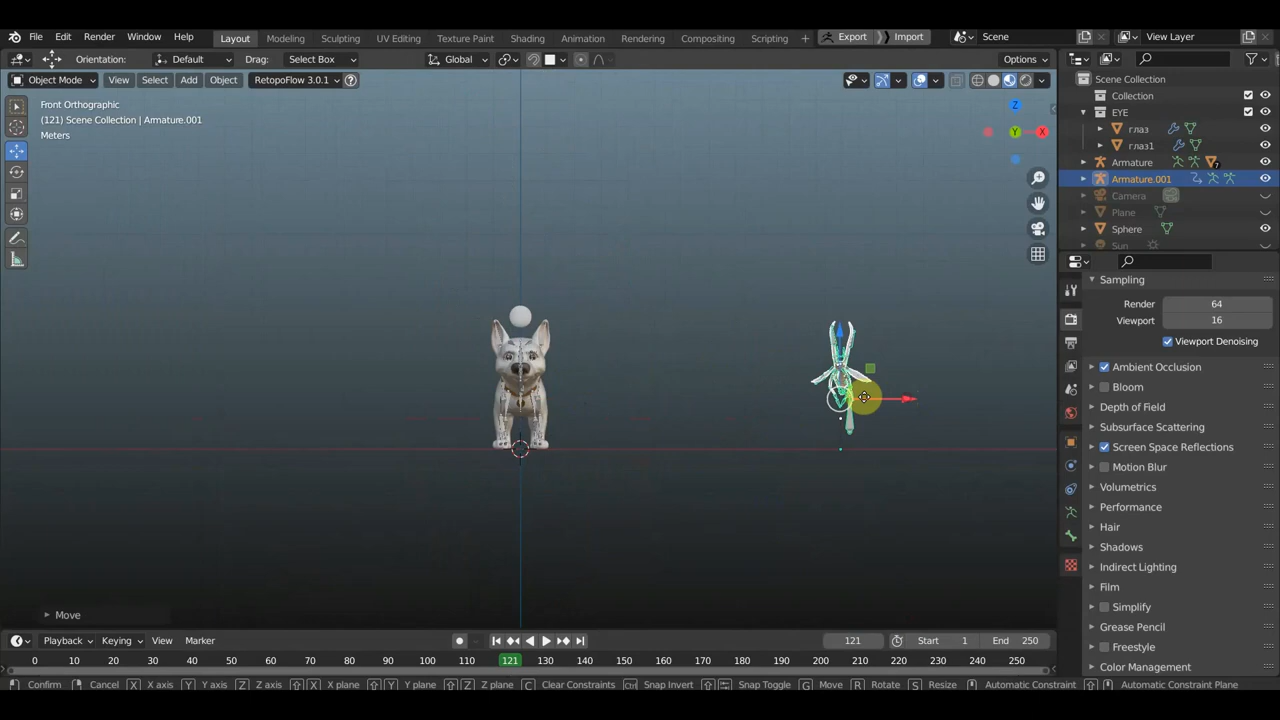 File Edit Render Window Help Layout Modeling Sculpting UV Editing Texture Paint Shading Animation Rendering Compositing Scripting + Export Import Scene View Layer
Orientation: Default Drag: Select Box Global Options
Object Mode View Select Add Object RetopoFlow 3.0.1
Front Orthographic
(121) Scene Collection | Armature.001
Meters
Z
Y
X
Move
Scene Collection
Collection
EYE
глаз
глаз1
Armature
7
Armature.001
Camera
Plane
Sphere
Sun
Sampling
Render 64
Viewport 16
Viewport Denoising
Ambient Occlusion
Bloom
Depth of Field
Subsurface Scattering
Screen Space Reflections
Motion Blur
Volumetrics
Performance
Hair
Shadows
Indirect Lighting
Film
Simplify
Grease Pencil
Freestyle
Color Management
Playback Keying View Marker 121 Start 1 End 250
0 10 20 30 40 50 60 70 80 90 100 110 121 130 140 150 160 170 180 190 200 210 220 230 240 250
Confirm Cancel X X axis Y Y axis Z Z axis X X plane Y Y plane Z Z plane C Clear Constraints Ctrl Snap Invert Snap Toggle G Move R Rotate S Resize Automatic Constraint Automatic Constraint Plane